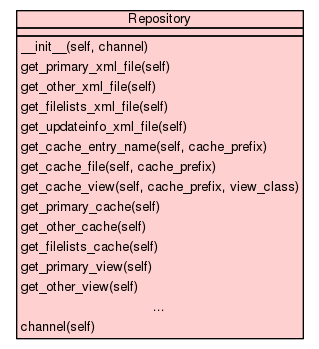 Repository
__init__(self, channel)
get_primary_xml_file(self)
get_other_xml_file(self)
get_filelists_xml_file(self)
get_updateinfo_xml_file(self)
get_cache_entry_name(self, cache_prefix)
get_cache_file(self, cache_prefix)
get_cache_view(self, cache_prefix, view_class)
get_primary_cache(self)
get_other_cache(self)
get_filelists_cache(self)
get_primary_view(self)
get_other_view(self)
...
channel(self)